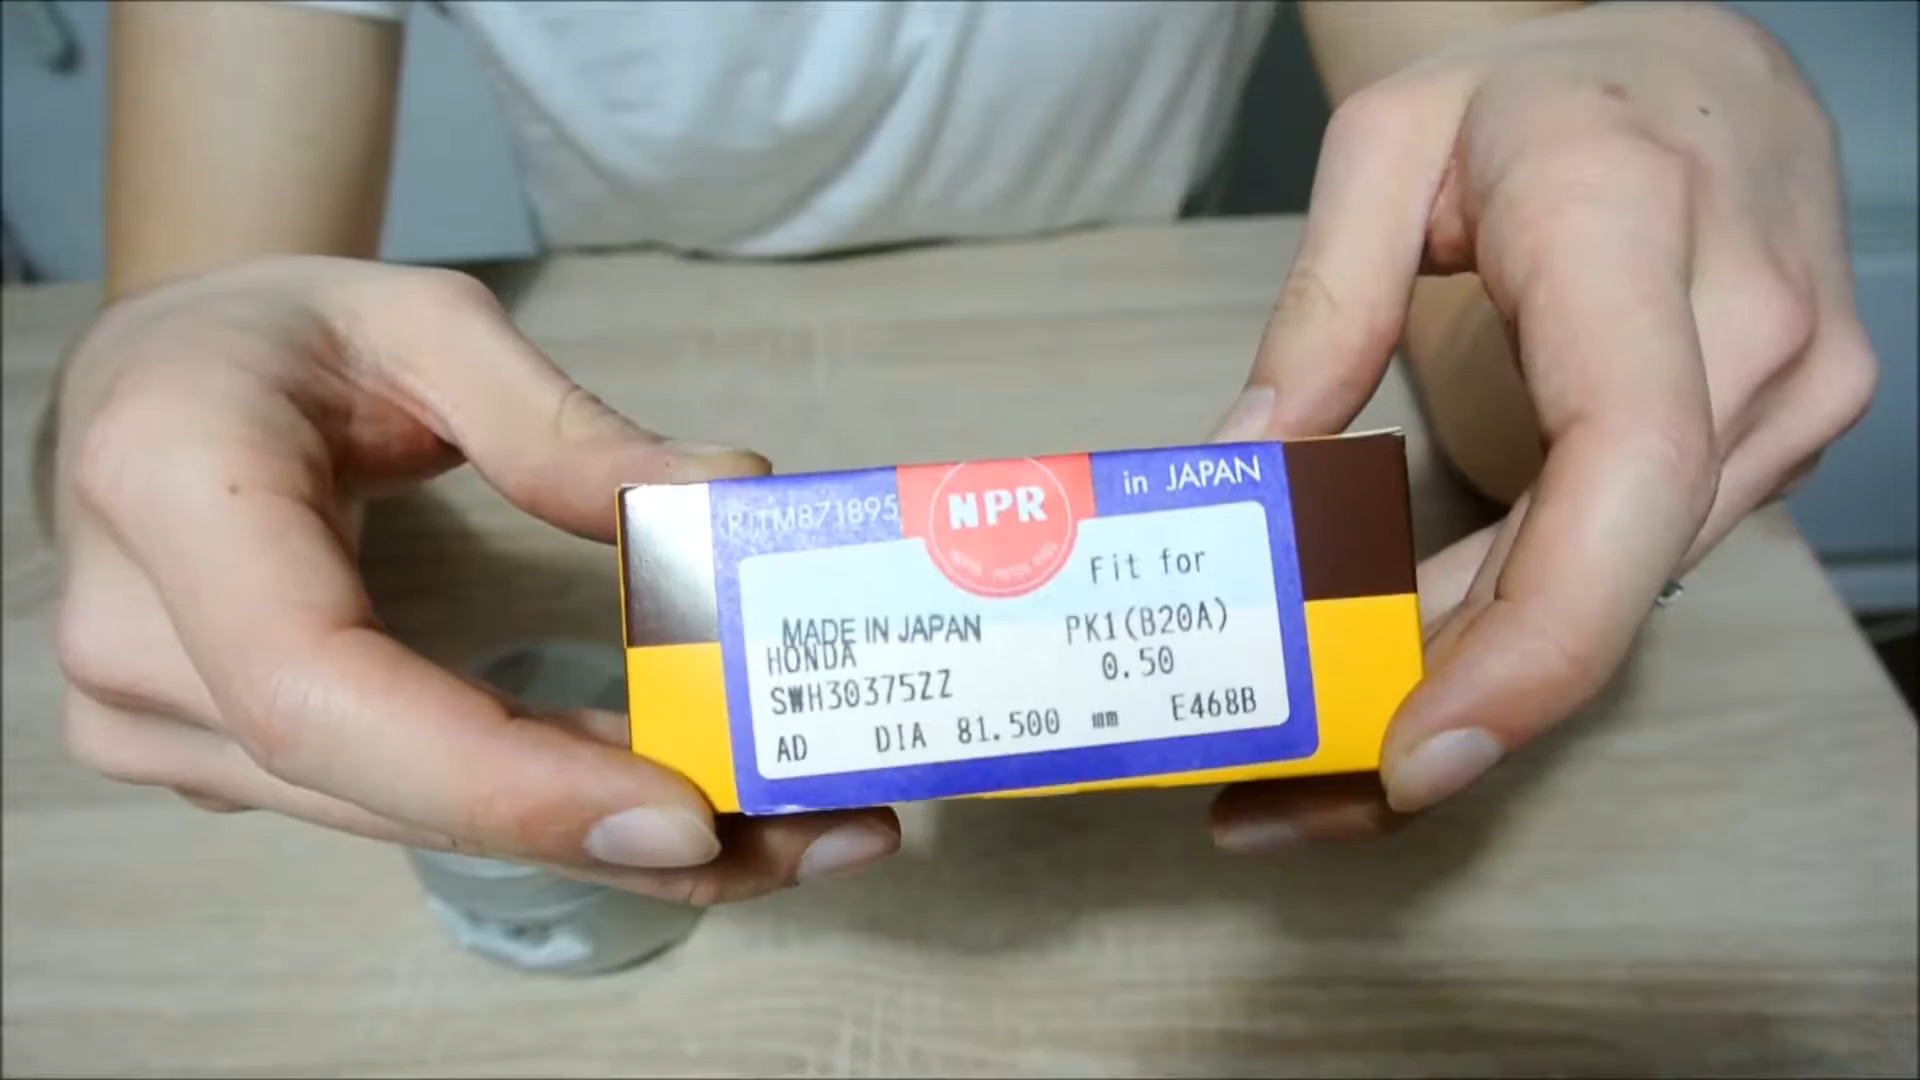 (R)TM871895
NPR
in JAPAN
Fit for
MADE IN JAPAN
PK1(B20A)
HONDA
0.50
SWH30375ZZ
AD DIA 81.500 mm E468B